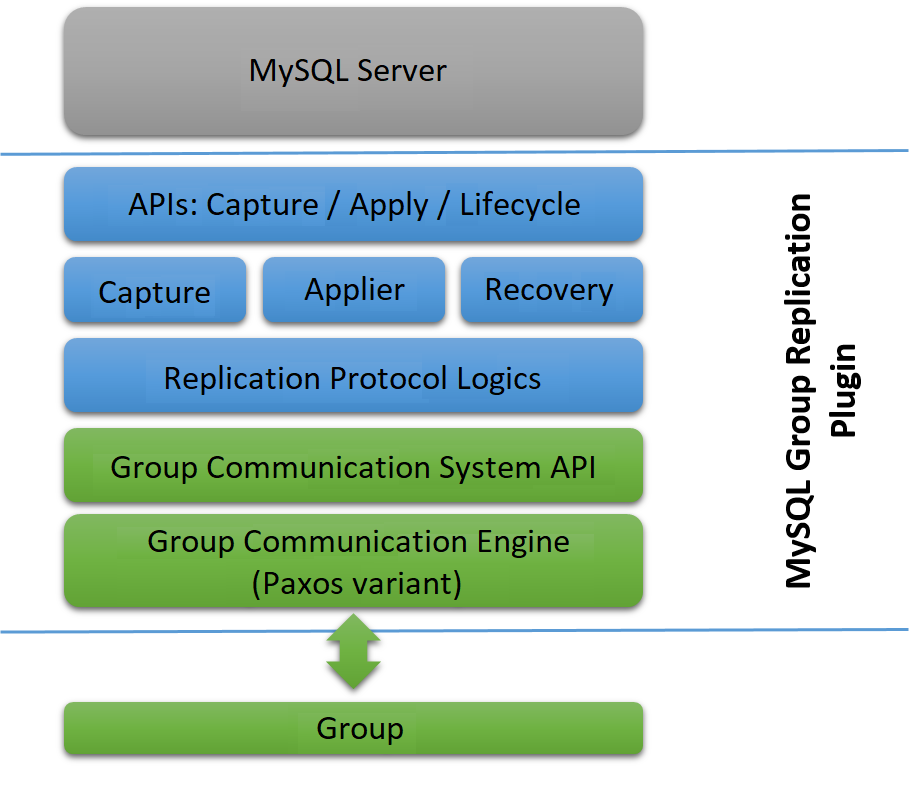 MySQL Server
APIs: Capture / Apply / Lifecycle
Capture
Applier
Recovery
Replication Protocol Logics
Group Communication System API
Group Communication Engine
(Paxos variant)
Group
MySQL Group Replication
Plugin